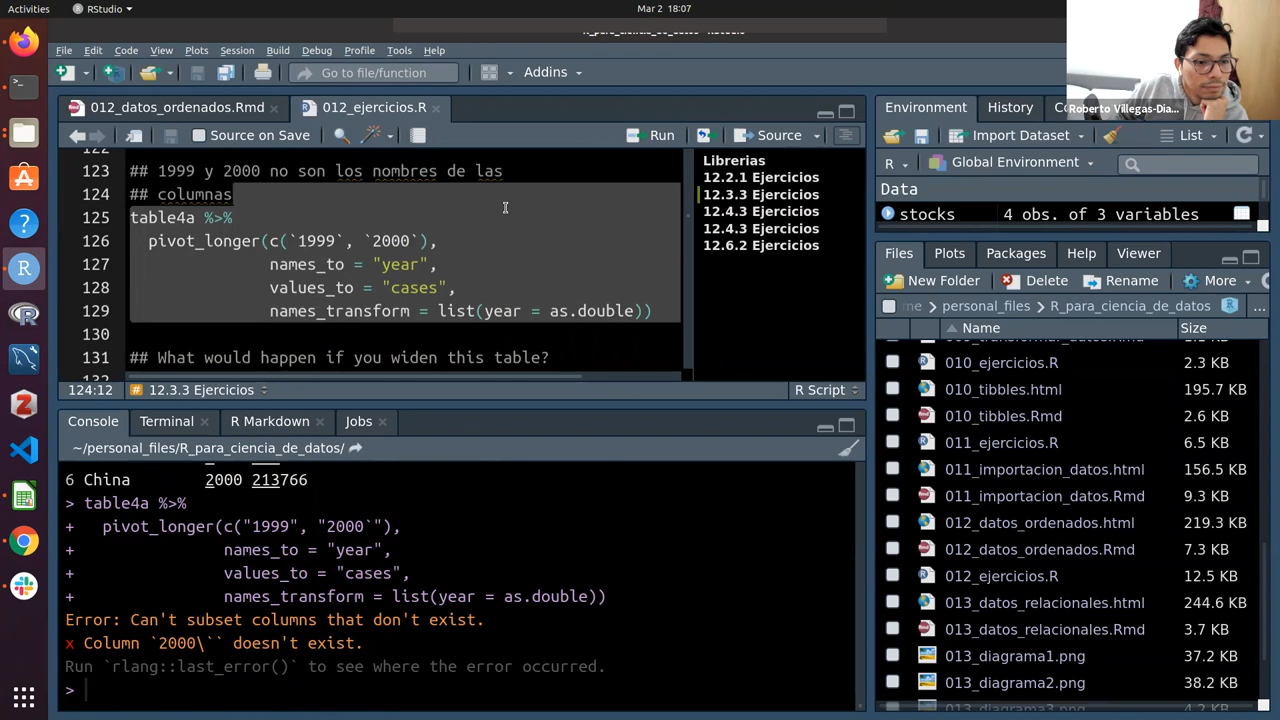 Activities
RStudio
Mar 2 18:07
File Edit Code View Plots Session Build Debug Profile Tools Help
Go to file/function
Addins
Roberto Villegas-Dia...
012_datos_ordenados.Rmd
012_ejercicios.R
Source on Save
Run
Source
123 ## 1999 y 2000 no son los nombres de las
124 ## columnas
125 table4a %>%
126 pivot_longer(c(`1999`, `2000`),
127 names_to = "year",
128 values_to = "cases",
129 names_transform = list(year = as.double))
130
131 ## What would happen if you widen this table?
Librerias
12.2.1 Ejercicios
12.3.3 Ejercicios
12.4.3 Ejercicios
12.4.3 Ejercicios
12.6.2 Ejercicios
124:12
12.3.3 Ejercicios
R Script
Console
Terminal
R Markdown
Jobs
~/personal_files/R_para_ciencia_de_datos/
6 China 2000 213766
> table4a %>%
+ pivot_longer(c("1999", "2000`"),
+ names_to = "year",
+ values_to = "cases",
+ names_transform = list(year = as.double))
Error: Can't subset columns that don't exist.
x Column `2000\`` doesn't exist.
Run `rlang::last_error()` to see where the error occurred.
>
Environment
History
Import Dataset
List
R
Global Environment
Data
stocks 4 obs. of 3 variables
Files Plots Packages Help Viewer
New Folder
Delete
Rename
More
me
personal_files
R_para_ciencia_de_datos
...
Name Size
010_ejercicios.R 2.3 KB
010_tibbles.html 195.7 KB
010_tibbles.Rmd 2.6 KB
011_ejercicios.R 6.5 KB
011_importacion_datos.html 156.5 KB
011_importacion_datos.Rmd 9.3 KB
012_datos_ordenados.html 219.3 KB
012_datos_ordenados.Rmd 7.3 KB
012_ejercicios.R 12.5 KB
013_datos_relacionales.html 244.6 KB
013_datos_relacionales.Rmd 3.7 KB
013_diagrama1.png 37.2 KB
013_diagrama2.png 38.2 KB